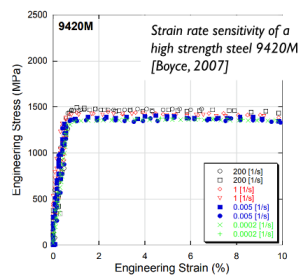 9420M
Strain rate sensitivity of a
high strength steel 9420M
[Boyce, 2007]
2500
2000
1500
1000
500
0
Engineering Stress (MPa)
200 [1/s]
200 [1/s]
1 [1/s]
1 [1/s]
0.005 [1/s]
0.005 [1/s]
0.0002 [1/s]
0.0002 [1/s]
0 2 4 6 8 10
Engineering Strain (%)